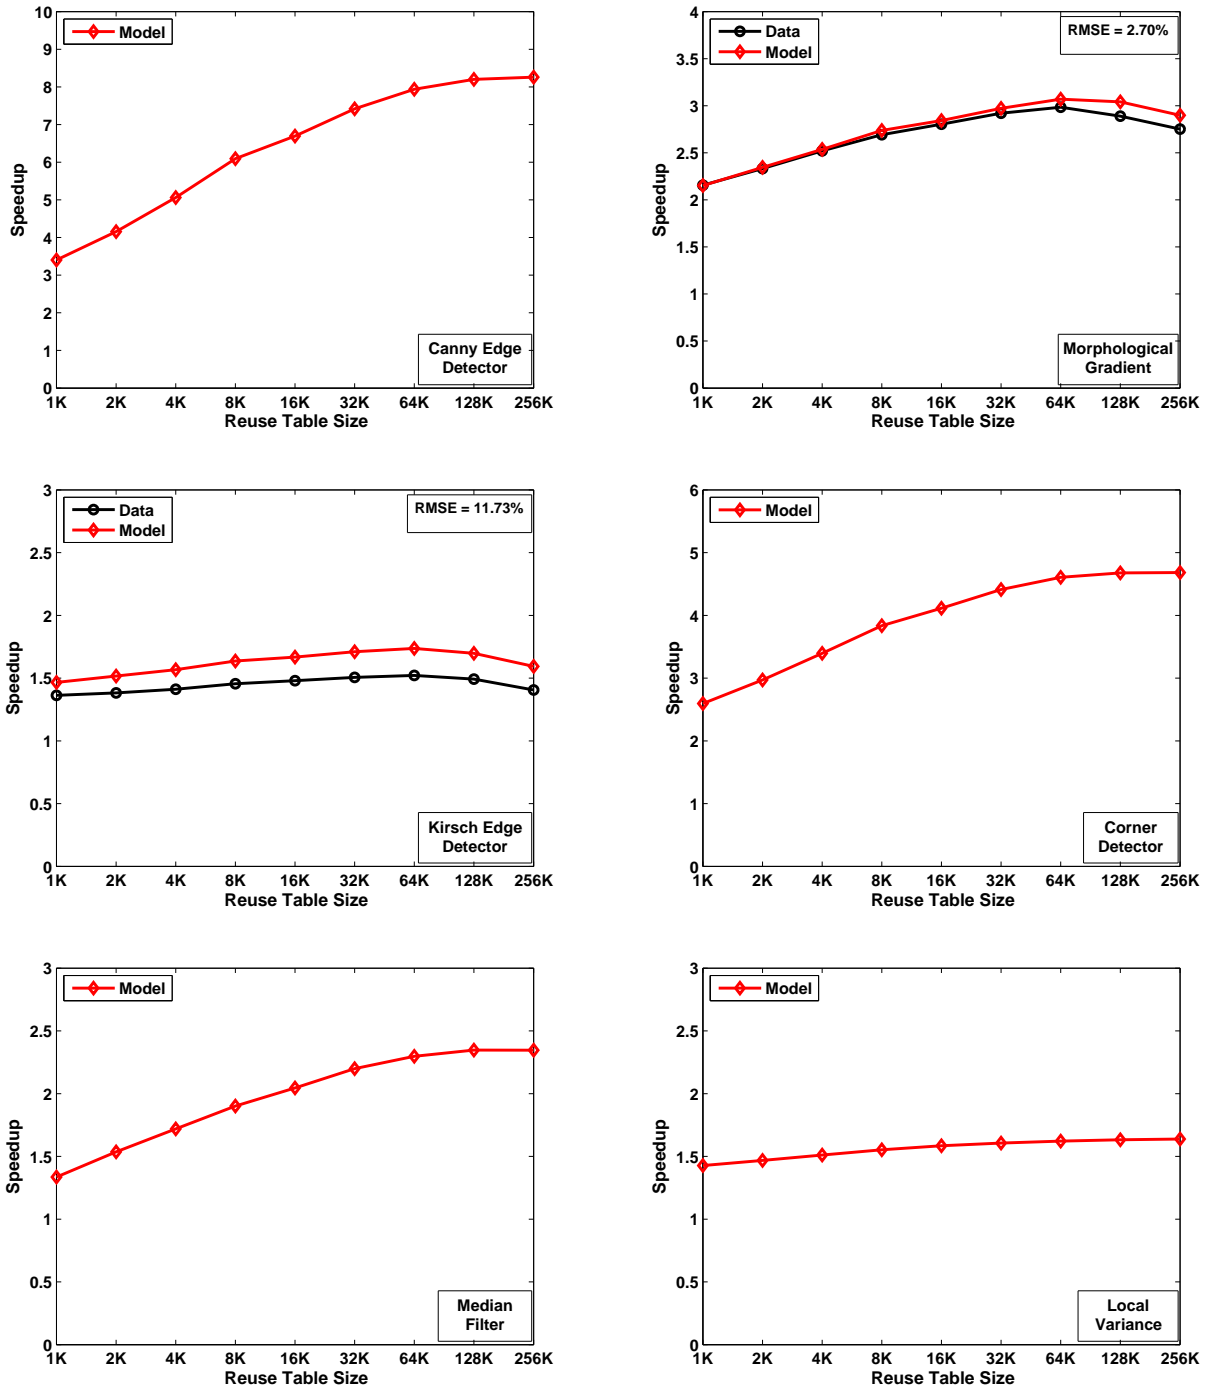 10
9
8
7
6
5
4
3
2
1
0
Speedup
Model
Canny Edge
Detector
1K 2K 4K 8K 16K 32K 64K 128K 256K
Reuse Table Size
4
3.5
3
2.5
2
1.5
1
0.5
0
Speedup
Data
Model
RMSE = 2.70%
Morphological
Gradient
1K 2K 4K 8K 16K 32K 64K 128K 256K
Reuse Table Size
3
2.5
2
1.5
1
0.5
0
Speedup
Data
Model
RMSE = 11.73%
Kirsch Edge
Detector
1K 2K 4K 8K 16K 32K 64K 128K 256K
Reuse Table Size
6
5
4
3
2
1
0
Speedup
Model
Corner
Detector
1K 2K 4K 8K 16K 32K 64K 128K 256K
Reuse Table Size
3
2.5
2
1.5
1
0.5
0
Speedup
Model
Median
Filter
1K 2K 4K 8K 16K 32K 64K 128K 256K
Reuse Table Size
3
2.5
2
1.5
1
0.5
0
Speedup
Model
Local
Variance
1K 2K 4K 8K 16K 32K 64K 128K 256K
Reuse Table Size